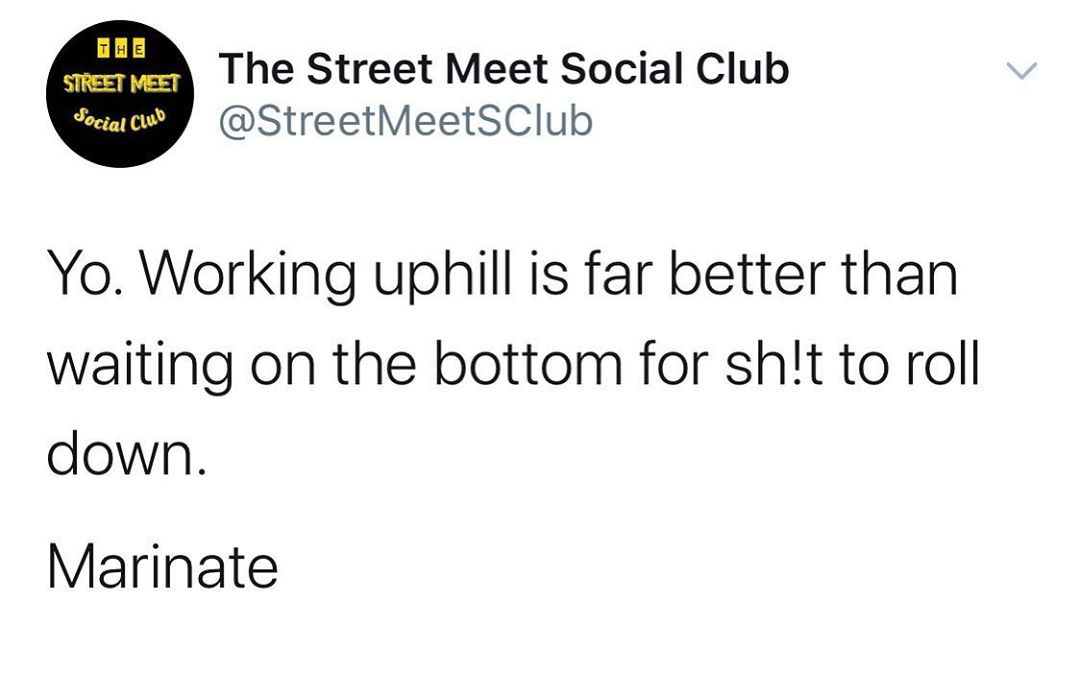 THE
STREET MEET
Social Club
The Street Meet Social Club
@StreetMeetSClub
Yo. Working uphill is far better than
waiting on the bottom for sh!t to roll
down.
Marinate